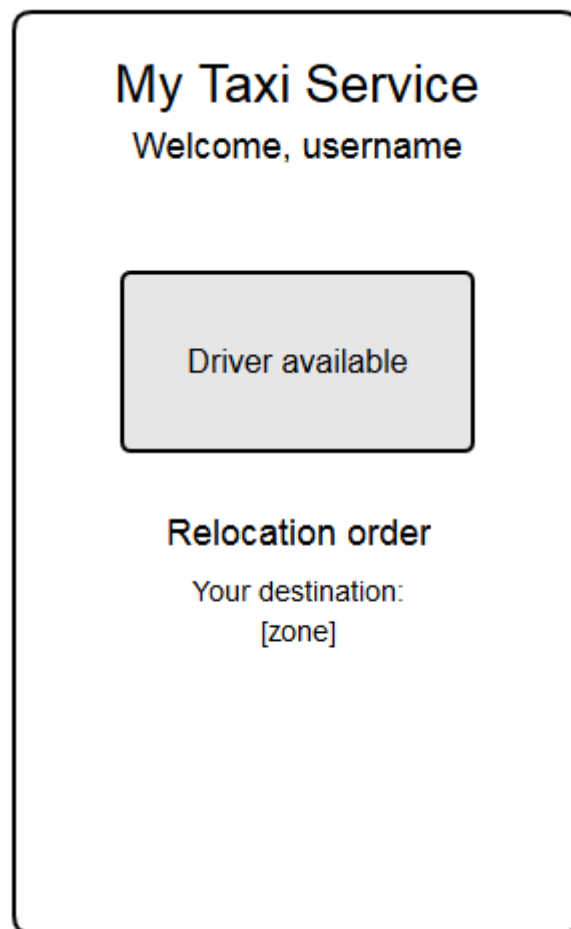 My Taxi Service
Welcome, username
Driver available
Relocation order
Your destination:
[zone]